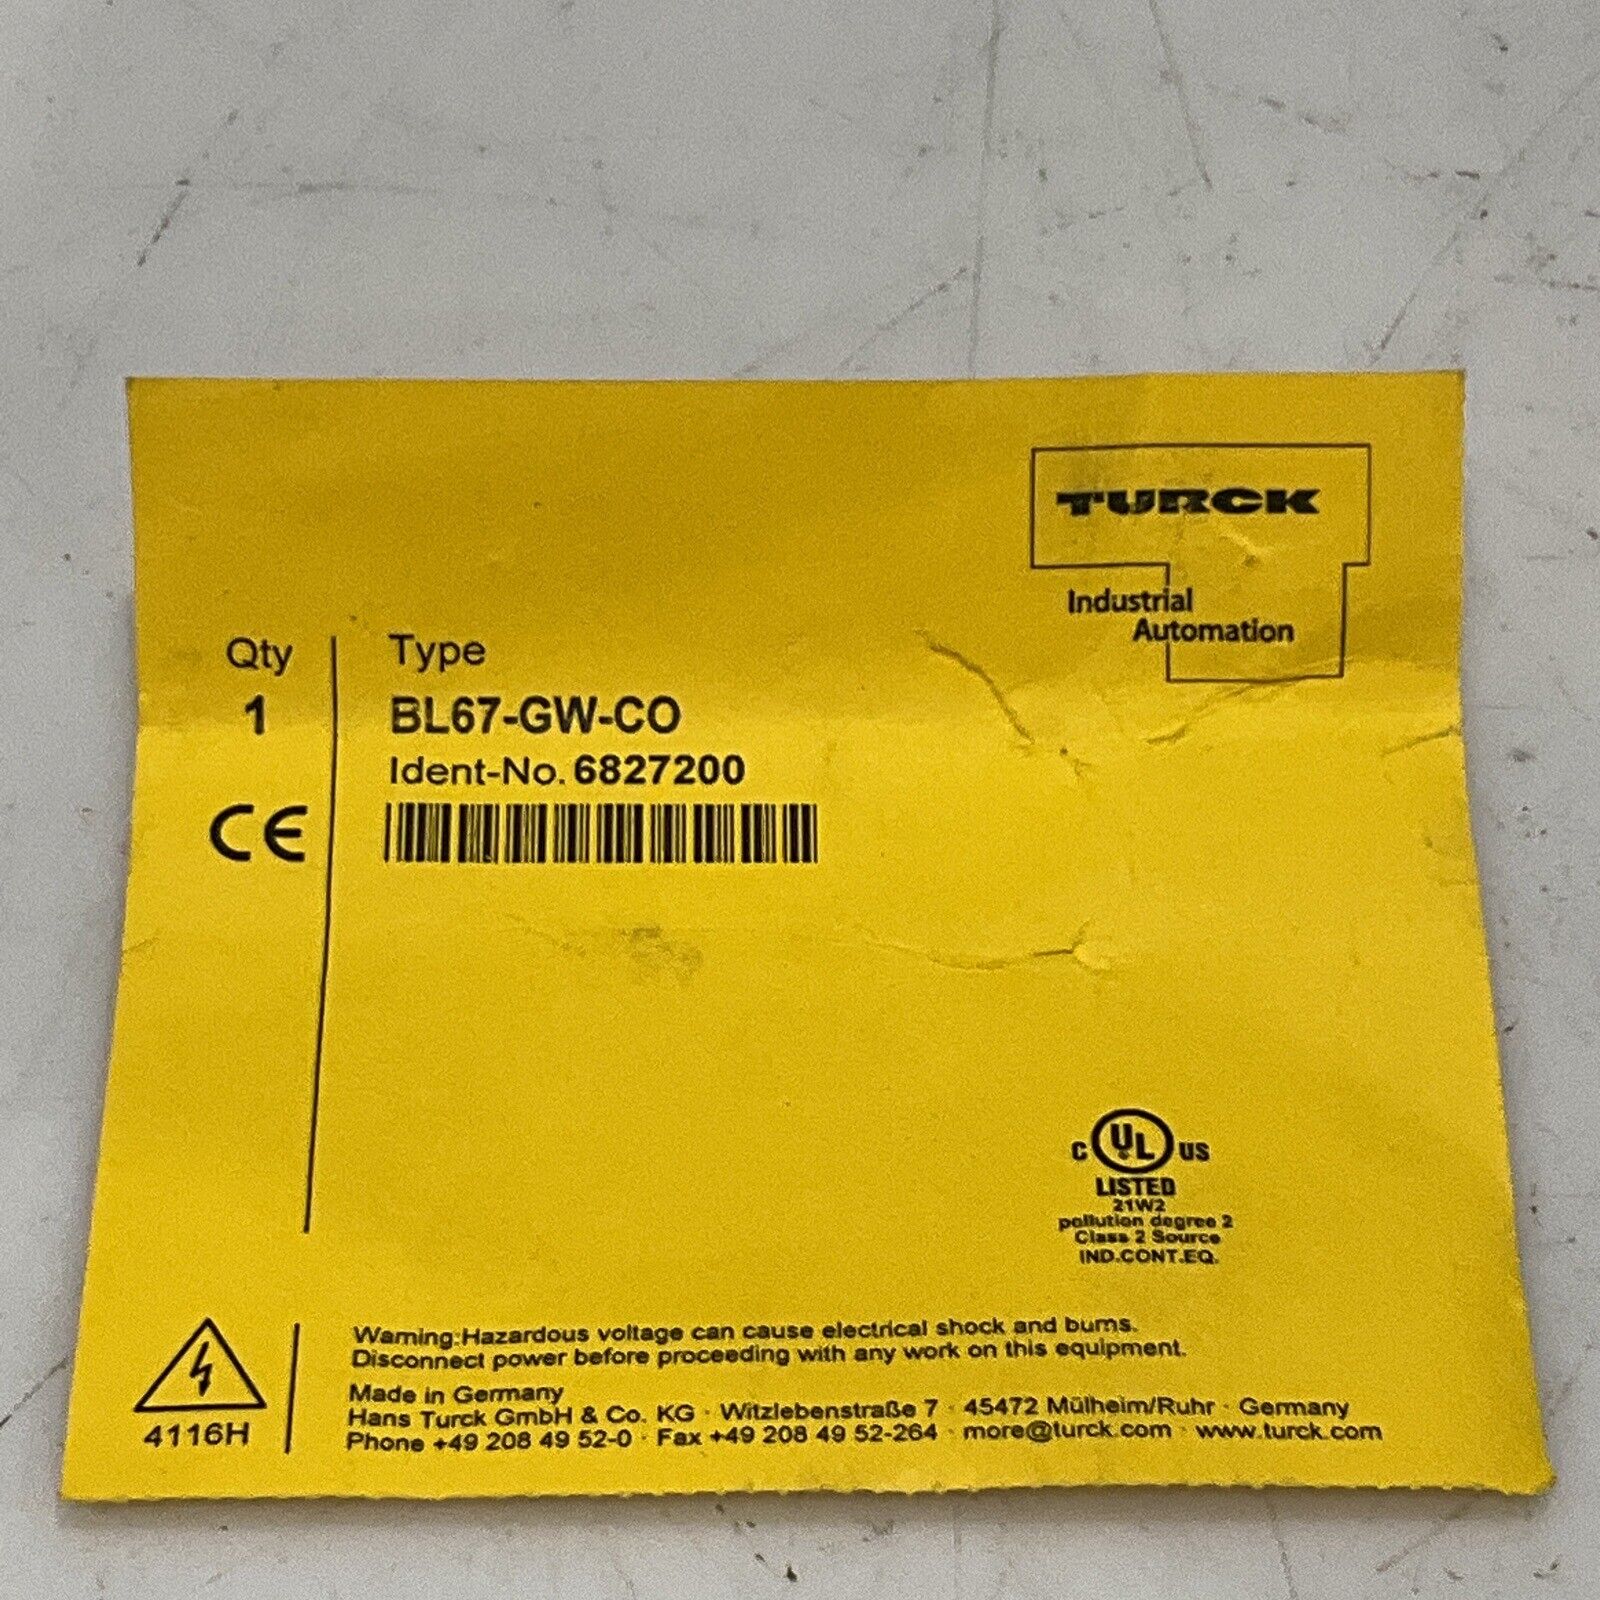 TURCK
Industrial
Automation
Qty
1
Type
BL67-GW-CO
Ident-No. 6827200
CE
C UL US
LISTED
21W2
pollution degree 2
Class 2 Source
IND.CONT.EQ.
4116H
Warning:Hazardous voltage can cause electrical shock and burns.
Disconnect power before proceeding with any work on this equipment.
Made in Germany
Hans Turck GmbH & Co. KG · Witzlebenstraße 7 · 45472 Mülheim/Ruhr · Germany
Phone +49 208 49 52-0 · Fax +49 208 49 52-264 · more@turck.com · www.turck.com